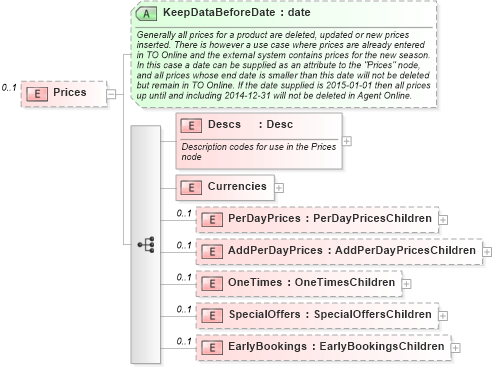 A KeepDataBeforeDate : date
Generally all prices for a product are deleted, updated or new prices
inserted. There is however a use case where prices are already entered
in TO Online and the external system contains prices for the new season.
In this case a date can be supplied as an attribute to the "Prices" node,
and all prices whose end date is smaller than this date will not be deleted
but remain in TO Online. If the date supplied is 2015-01-01 then all prices
up until and including 2014-12-31 will not be deleted in Agent Online.
0..1
E Prices
E Descs : Desc
Description codes for use in the Prices
node
E Currencies
0..1
E PerDayPrices : PerDayPricesChildren
0..1
E AddPerDayPrices : AddPerDayPricesChildren
0..1
E OneTimes : OneTimesChildren
0..1
E SpecialOffers : SpecialOffersChildren
0..1
E EarlyBookings : EarlyBookingsChildren